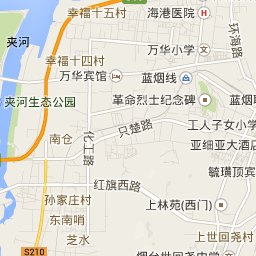 幸福十五村
海港医院
夹河
环海路
万华小学
幸福十四村
万华宾馆
蓝烟线
夹河生态公园
革命烈士纪念碑
蓝烟
南仓
只楚路
工人子女小学
化工路
亚细亚大酒店
毓璜顶宾
红旗西路
孙家庄村
上林苑(西门)
东南哨
芝水
上世回尧村
S210